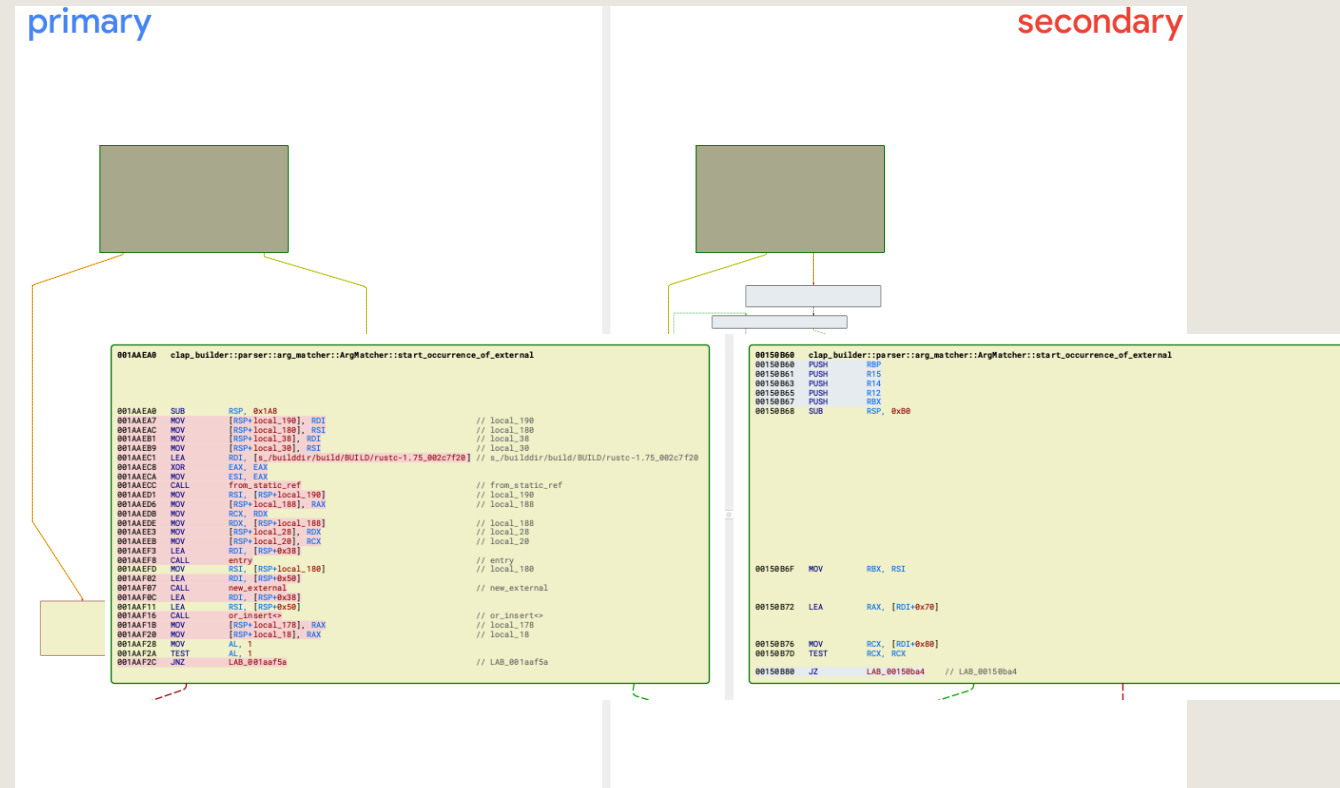 primary
secondary
001AAEA0 clap_builder::parser::arg_matcher::ArgMatcher::start_occurrence_of_external
001AAEA0 SUB RSP, 0x1A8
001AAEA7 MOV [RSP+local_190], RDI // local_190
001AAEAC MOV [RSP+local_180], RSI // local_180
001AAEB1 MOV [RSP+local_38], RDI // local_38
001AAEB9 MOV [RSP+local_30], RSI // local_30
001AAEC1 LEA RDI, [s_/builddir/build/BUILD/rustc-1.75_002c7f20] // s_/builddir/build/BUILD/rustc-1.75_002c7f20
001AAEC8 XOR EAX, EAX
001AAECA MOV ESI, EAX
001AAECC CALL from_static_ref // from_static_ref
001AAED1 MOV RSI, [RSP+local_190] // local_190
001AAED6 MOV [RSP+local_188], RAX // local_188
001AAEDB MOV RCX, RDX
001AAEDE MOV RDX, [RSP+local_188] // local_188
001AAEE3 MOV [RSP+local_28], RDX // local_28
001AAEEB MOV [RSP+local_20], RCX // local_20
001AAEF3 LEA RDI, [RSP+0x38]
001AAEF8 CALL entry // entry
001AAEFD MOV RSI, [RSP+local_180] // local_180
001AAF02 LEA RDI, [RSP+0x50]
001AAF07 CALL new_external // new_external
001AAF0C LEA RDI, [RSP+0x38]
001AAF11 LEA RSI, [RSP+0x50]
001AAF16 CALL or_insert<> // or_insert<>
001AAF1B MOV [RSP+local_178], RAX // local_178
001AAF20 MOV [RSP+local_18], RAX // local_18
001AAF28 MOV AL, 1
001AAF2A TEST AL, 1
001AAF2C JNZ LAB_001aaf5a // LAB_001aaf5a
00150B60 clap_builder::parser::arg_matcher::ArgMatcher::start_occurrence_of_external
00150B60 PUSH RBP
00150B61 PUSH R15
00150B63 PUSH R14
00150B65 PUSH R12
00150B67 PUSH RBX
00150B68 SUB RSP, 0xB0
00150B6F MOV RBX, RSI
00150B72 LEA RAX, [RDI+0x70]
00150B76 MOV RCX, [RDI+0x80]
00150B7D TEST RCX, RCX
00150B80 JZ LAB_00150ba4 // LAB_00150ba4